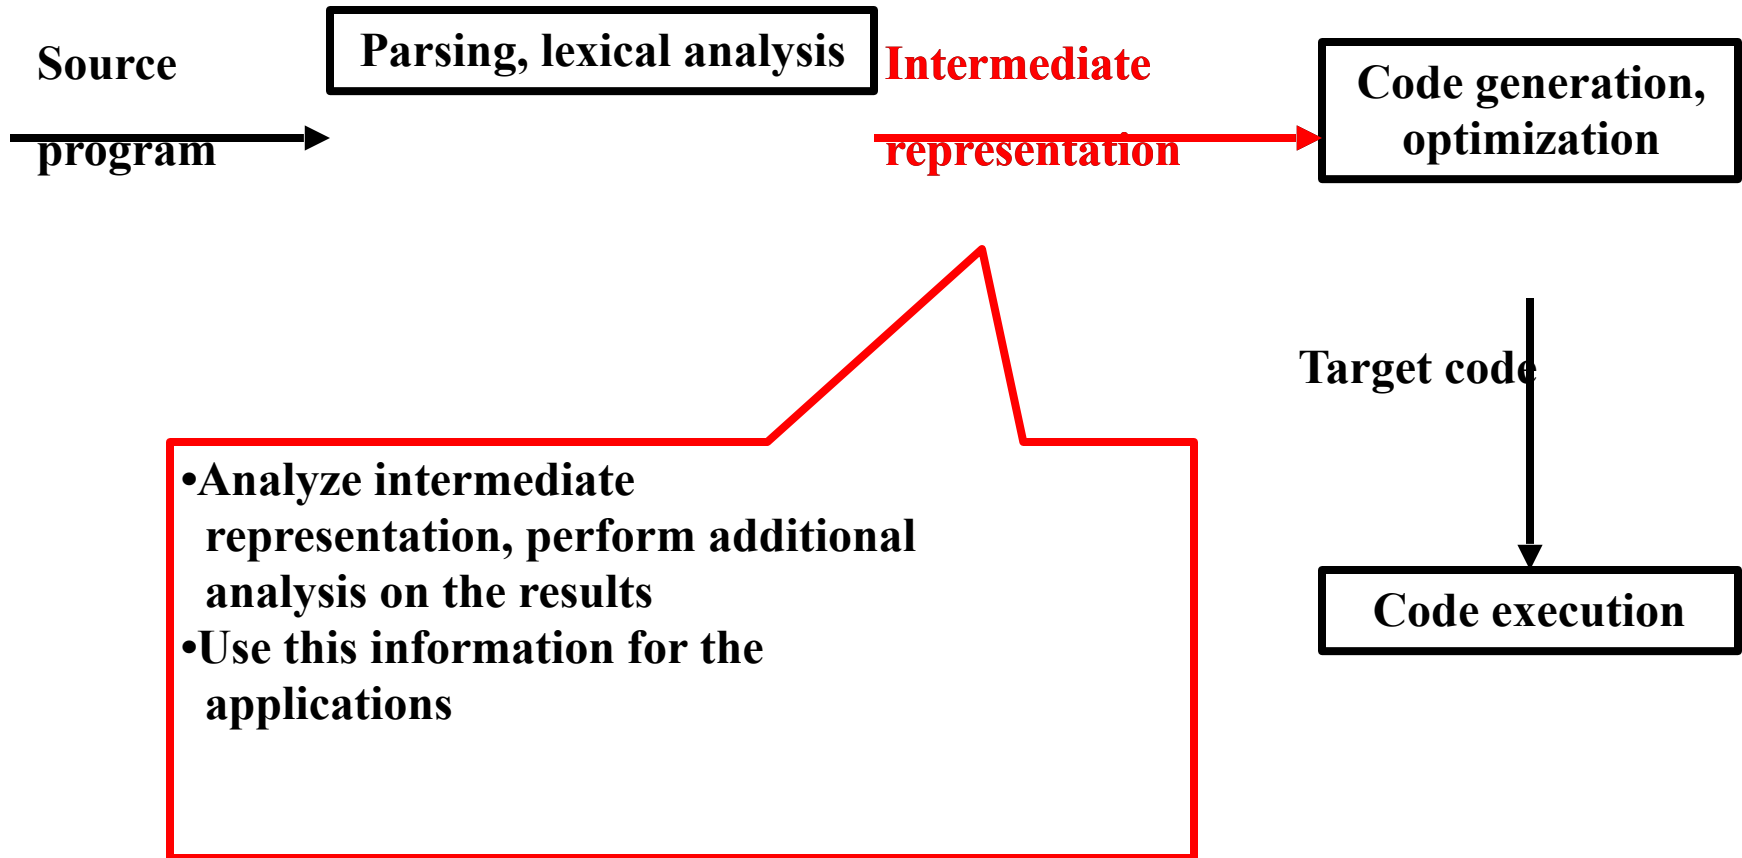 Source
program
Parsing, lexical analysis
Intermediate
representation
Code generation,
optimization
Target code
•Analyze intermediate
representation, perform additional
analysis on the results
•Use this information for the
applications
Code execution